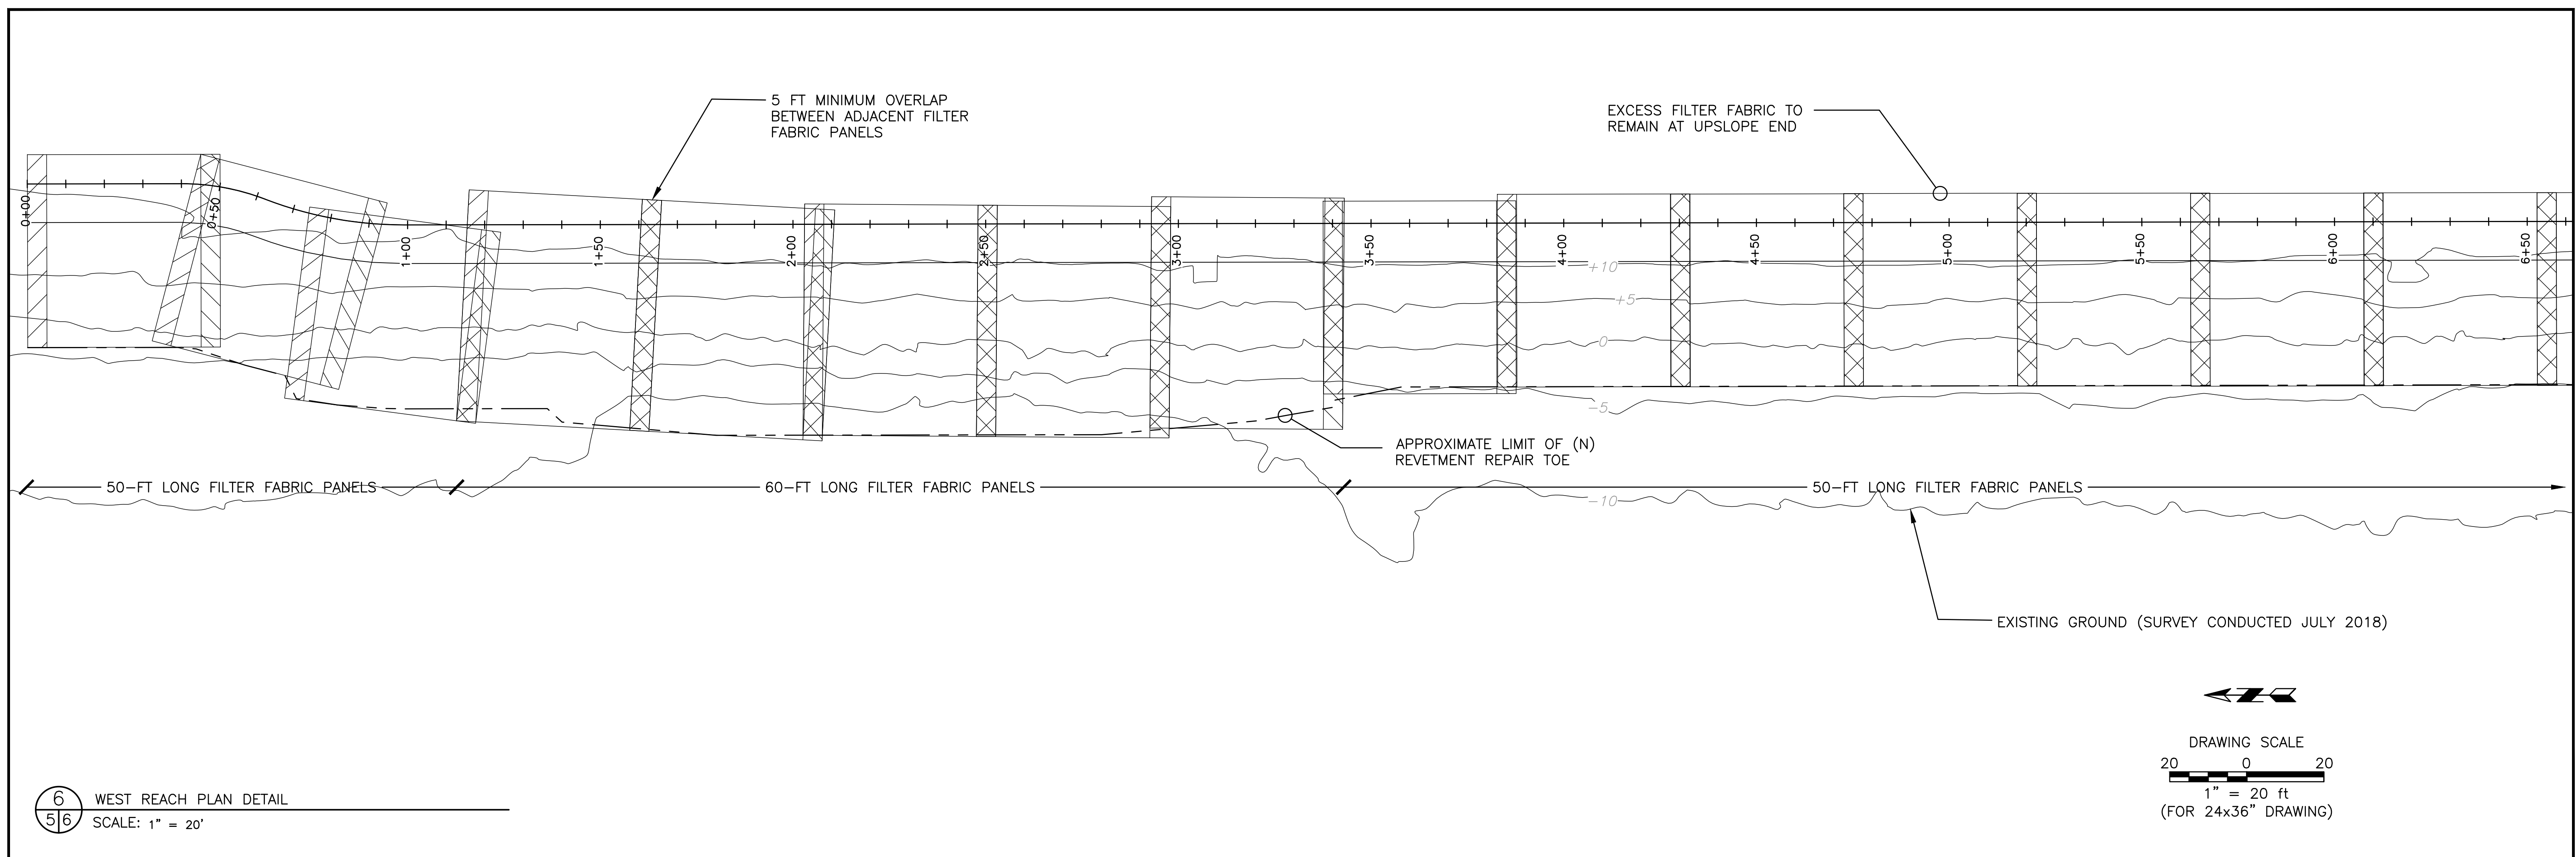 5 FT MINIMUM OVERLAP
BETWEEN ADJACENT FILTER
FABRIC PANELS
EXCESS FILTER FABRIC TO
REMAIN AT UPSLOPE END
0+00
0+50
1+00
1+50
2+00
2+50
3+00
3+50
4+00
4+50
5+00
5+50
6+00
6+50
+10
+5
0
-5
-10
APPROXIMATE LIMIT OF (N)
REVETMENT REPAIR TOE
50-FT LONG FILTER FABRIC PANELS
60-FT LONG FILTER FABRIC PANELS
50-FT LONG FILTER FABRIC PANELS
EXISTING GROUND (SURVEY CONDUCTED JULY 2018)
N
DRAWING SCALE
20 0 20
1" = 20 ft
(FOR 24x36" DRAWING)
6
5 6
WEST REACH PLAN DETAIL
SCALE: 1" = 20'